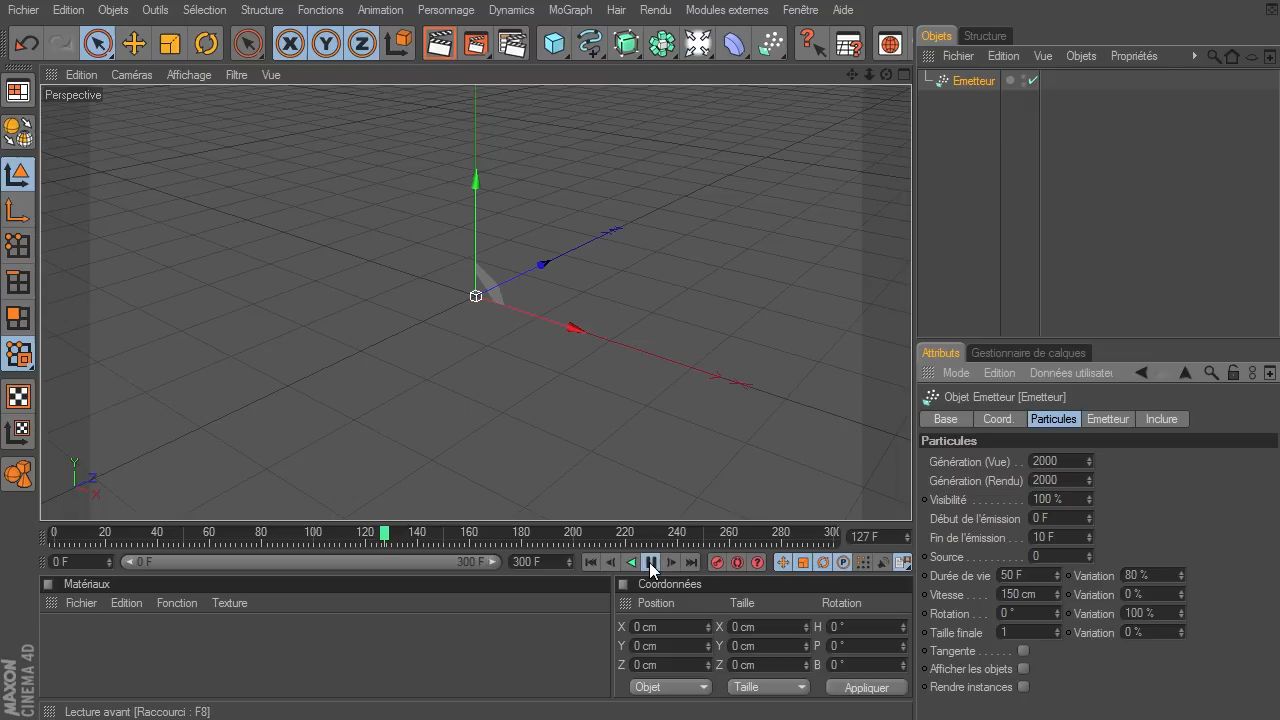 Fichier Edition Objets Outils Sélection Structure Fonctions Animation Personnage Dynamics MoGraph Hair Rendu Modules externes Fenêtre Aide
Objets Structure
Fichier Edition Vue Objets Propriétés
Emetteur
Edition Caméras Affichage Filtre Vue
Perspective
Y
Z
X
Attributs Gestionnaire de calques
Mode Edition Données utilisateu
Objet Emetteur [Emetteur]
Base Coord. Particules Emetteur Inclure
Particules
Génération (Vue) . . 2000
Génération (Rendu) 2000
Visibilité . . . . . . . . . 100 %
Début de l'émission 0 F
Fin de l'émission . . 10 F
Source . . . . . . . . . . 0
Durée de vie 50 F Variation 80 %
Vitesse . . . . 150 cm Variation 0 %
Rotation . . . 0 ° Variation 100 %
Taille finale 1 Variation 0 %
Tangente . . . . . .
Afficher les objets
Rendre instances
0 20 40 60 80 100 120 140 160 180 200 220 240 260 280 300 127 F
0 F 0 F 300 F 300 F
Matériaux
Fichier Edition Fonction Texture
Coordonnées
Position Taille Rotation
X 0 cm X 0 cm H 0 °
Y 0 cm Y 0 cm P 0 °
Z 0 cm Z 0 cm B 0 °
Objet Taille Appliquer
MAXON
CINEMA 4D
Lecture avant [Raccourci : F8]